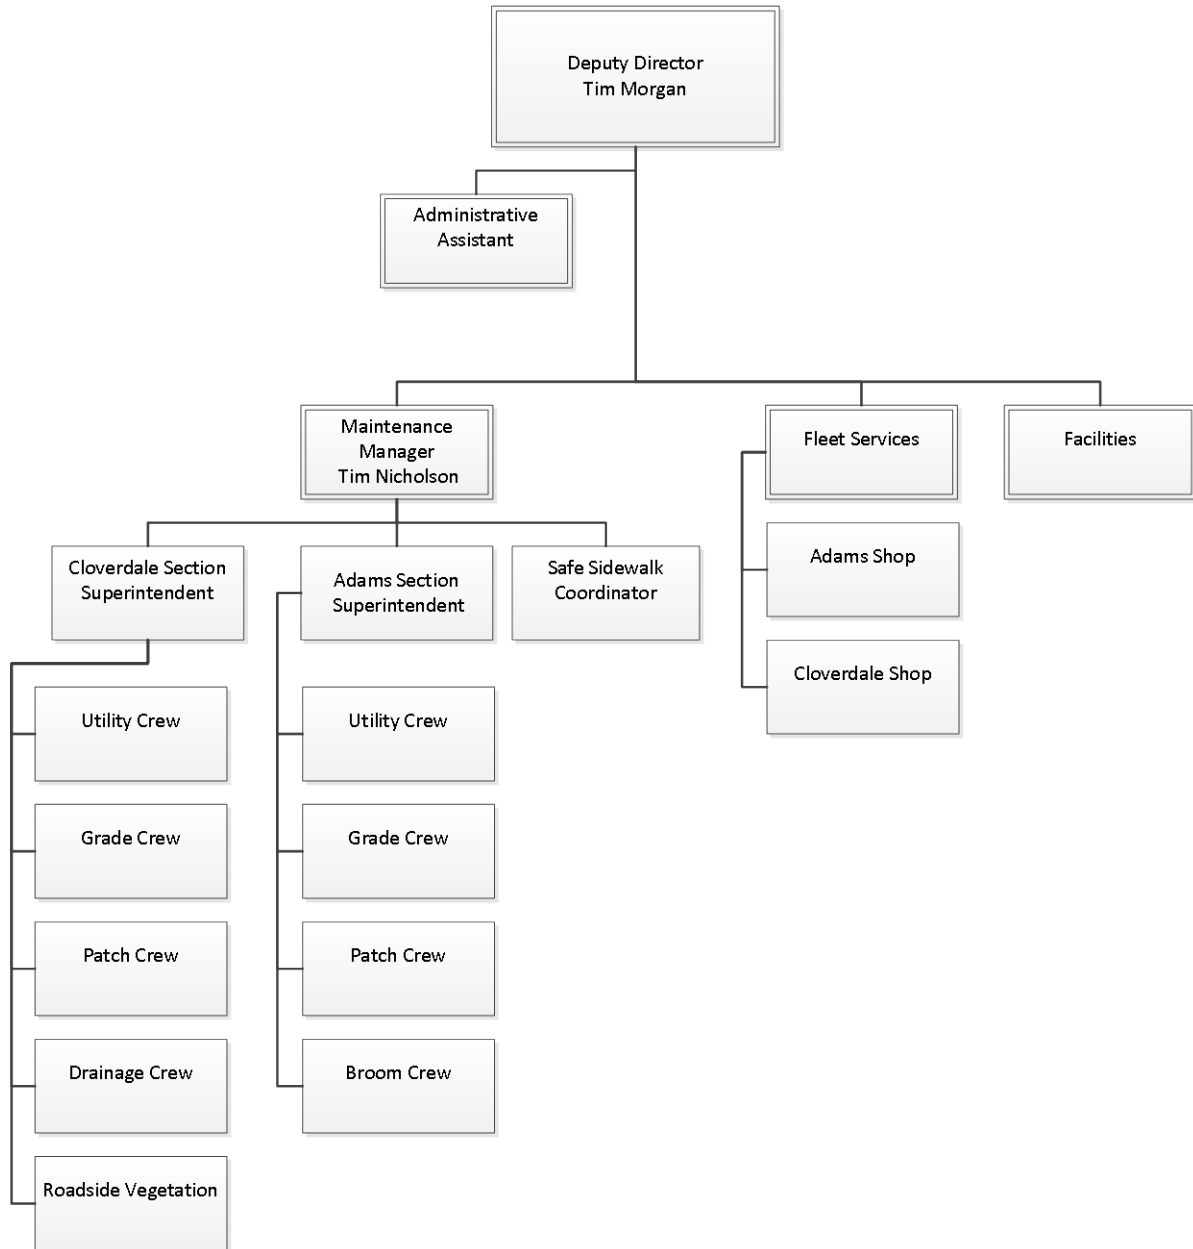 Deputy Director
Tim Morgan
Administrative
Assistant
Maintenance
Manager
Tim Nicholson
Fleet Services
Facilities
Cloverdale Section
Superintendent
Adams Section
Superintendent
Safe Sidewalk
Coordinator
Adams Shop
Cloverdale Shop
Utility Crew
Grade Crew
Patch Crew
Drainage Crew
Roadside Vegetation
Utility Crew
Grade Crew
Patch Crew
Broom Crew